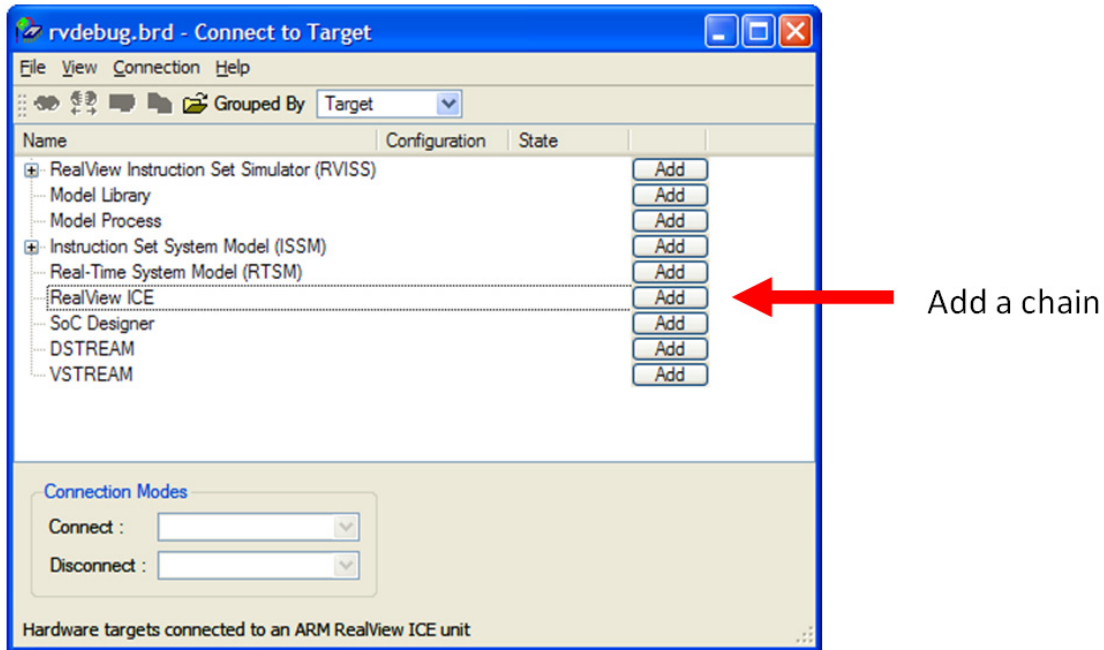 rvdebug.brd - Connect to Target
File View Connection Help
Grouped By Target
Name Configuration State
RealView Instruction Set Simulator (RVISS) Add
Model Library Add
Model Process Add
Instruction Set System Model (ISSM) Add
Real-Time System Model (RTSM) Add
RealView ICE Add Add a chain
SoC Designer Add
DSTREAM Add
VSTREAM Add
Connection Modes
Connect :
Disconnect :
Hardware targets connected to an ARM RealView ICE unit